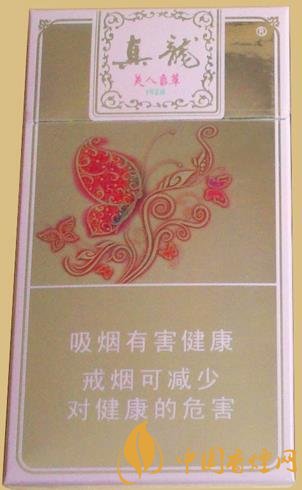 真龍
®
美人香草
1926
吸烟有害健康
戒烟可减少
对健康的危害
中国香烟网